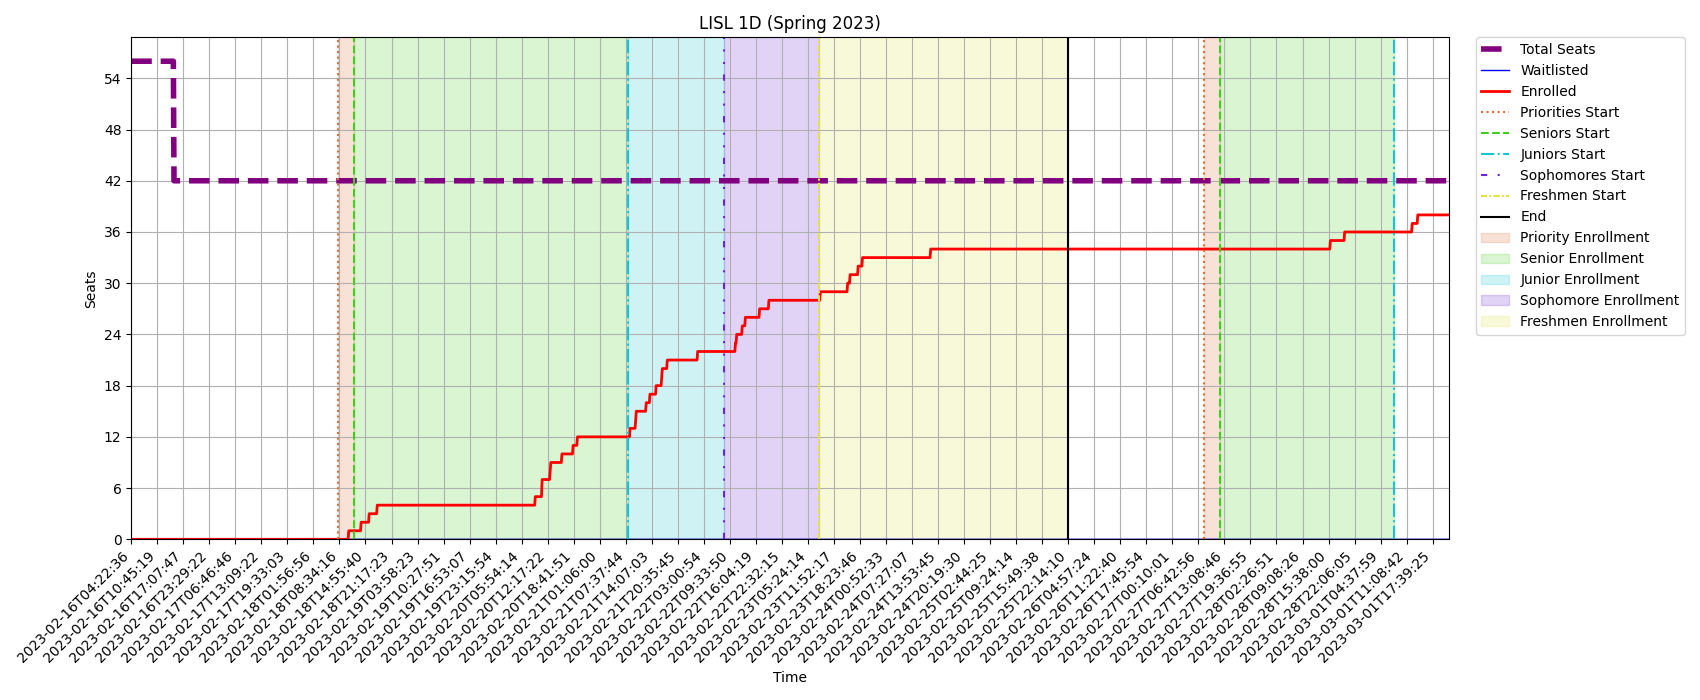 LISL 1D (Spring 2023)
Seats
54
48
42
36
30
24
18
12
6
0
2023-02-16T04:22:36
2023-02-16T10:45:19
2023-02-16T17:07:47
2023-02-16T23:29:22
2023-02-17T06:46:46
2023-02-17T13:09:22
2023-02-17T19:33:03
2023-02-18T01:56:56
2023-02-18T08:34:16
2023-02-18T14:55:40
2023-02-18T21:17:23
2023-02-19T03:58:23
2023-02-19T10:27:51
2023-02-19T16:53:07
2023-02-19T23:15:54
2023-02-20T05:54:14
2023-02-20T12:17:22
2023-02-20T18:41:51
2023-02-21T01:06:00
2023-02-21T07:37:44
2023-02-21T14:07:03
2023-02-21T20:35:45
2023-02-22T03:00:54
2023-02-22T09:33:50
2023-02-22T16:04:19
2023-02-22T22:32:15
2023-02-23T05:24:14
2023-02-23T11:52:17
2023-02-23T18:23:46
2023-02-24T00:52:33
2023-02-24T07:27:07
2023-02-24T13:53:45
2023-02-24T20:19:30
2023-02-25T02:44:25
2023-02-25T09:24:14
2023-02-25T15:49:38
2023-02-25T22:14:10
2023-02-26T04:57:24
2023-02-26T11:22:40
2023-02-26T17:45:54
2023-02-27T00:10:01
2023-02-27T06:42:56
2023-02-27T13:08:46
2023-02-27T19:36:55
2023-02-28T02:26:51
2023-02-28T09:08:26
2023-02-28T15:38:00
2023-02-28T22:06:05
2023-03-01T04:37:59
2023-03-01T11:08:42
2023-03-01T17:39:25
Time
Total Seats
Waitlisted
Enrolled
Priorities Start
Seniors Start
Juniors Start
Sophomores Start
Freshmen Start
End
Priority Enrollment
Senior Enrollment
Junior Enrollment
Sophomore Enrollment
Freshmen Enrollment